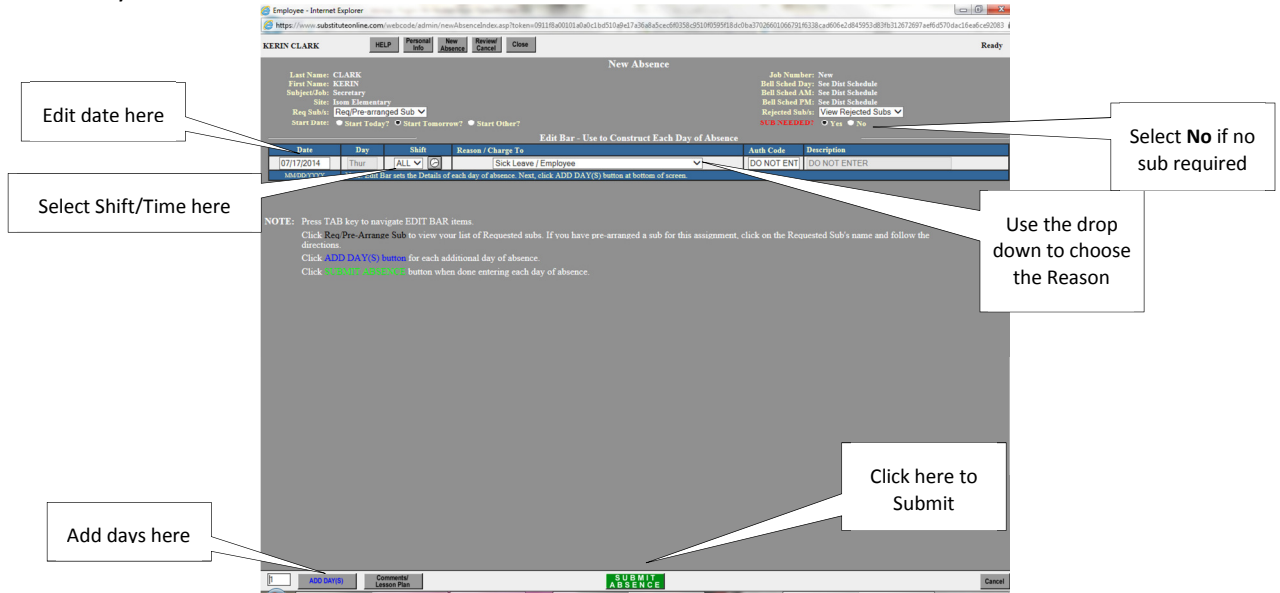 Employee - Internet Explorer
https://www.substituteonline.com/webcode/admin/newAbsenceIndex.asp?token=
KERIN CLARK HELP Personal Info New Absence Review/ Cancel Close Ready
New Absence
Last Name: CLARK Job Number: New
First Name: KERIN Bell Sched Day: See Dist Schedule
Subject/Job: Secretary Bell Sched AM: See Dist Schedule
Site: Isom Elementary Bell Sched PM: See Dist Schedule
Req Sub/s: Req/Pre-arranged Sub Rejected Sub/s: View Rejected Subs
Start Date: Start Today? Start Tomorrow? Start Other? SUB NEEDED? Yes No
Edit date here
Select No if no
sub required
Edit Bar - Use to Construct Each Day of Absence
Date Day Shift Reason / Charge To Auth Code Description
07/17/2014 Thur ALL Sick Leave / Employee DO NOT ENT DO NOT ENTER
MM/DD/YYYY Edit Bar sets the Details of each day of absence. Next, click ADD DAY(S) button at bottom of screen.
Select Shift/Time here
Use the drop
down to choose
the Reason
NOTE: Press TAB key to navigate EDIT BAR items.
Click Req/Pre-Arrange Sub to view your list of Requested subs. If you have pre-arranged a sub for this assignment, click on the Requested Sub's name and follow the
directions.
Click ADD DAY(S) button for each additional day of absence.
Click SUBMIT ABSENCE button when done entering each day of absence.
Click here to
Submit
Add days here
1 ADD DAY(S) Comments/ Lesson Plan SUBMIT ABSENCE Cancel